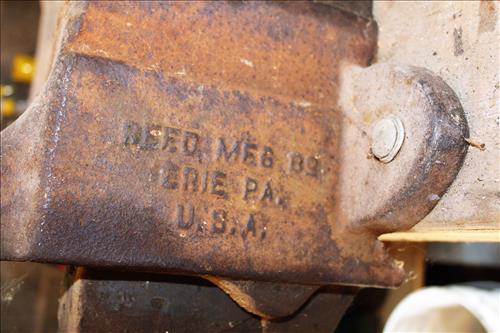 REED MFG CO.
ERIE PA.
U.S.A.